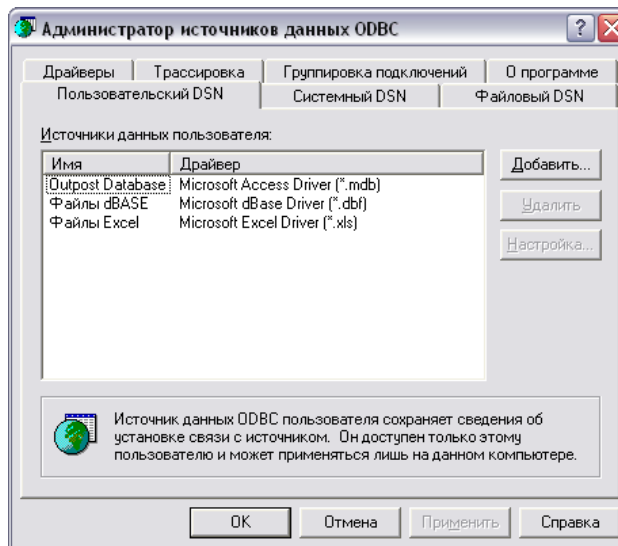 Администратор источников данных ODBC
Драйверы Трассировка Группировка подключений О программе
Пользовательский DSN Системный DSN Файловый DSN
Источники данных пользователя:
Имя Драйвер
Outpost Database Microsoft Access Driver (*.mdb)
Файлы dBASE Microsoft dBase Driver (*.dbf)
Файлы Excel Microsoft Excel Driver (*.xls)
Добавить...
Удалить
Настройка...
Источник данных ODBC пользователя сохраняет сведения об
установке связи с источником. Он доступен только этому
пользователю и может применяться лишь на данном компьютере.
OK Отмена Применить Справка